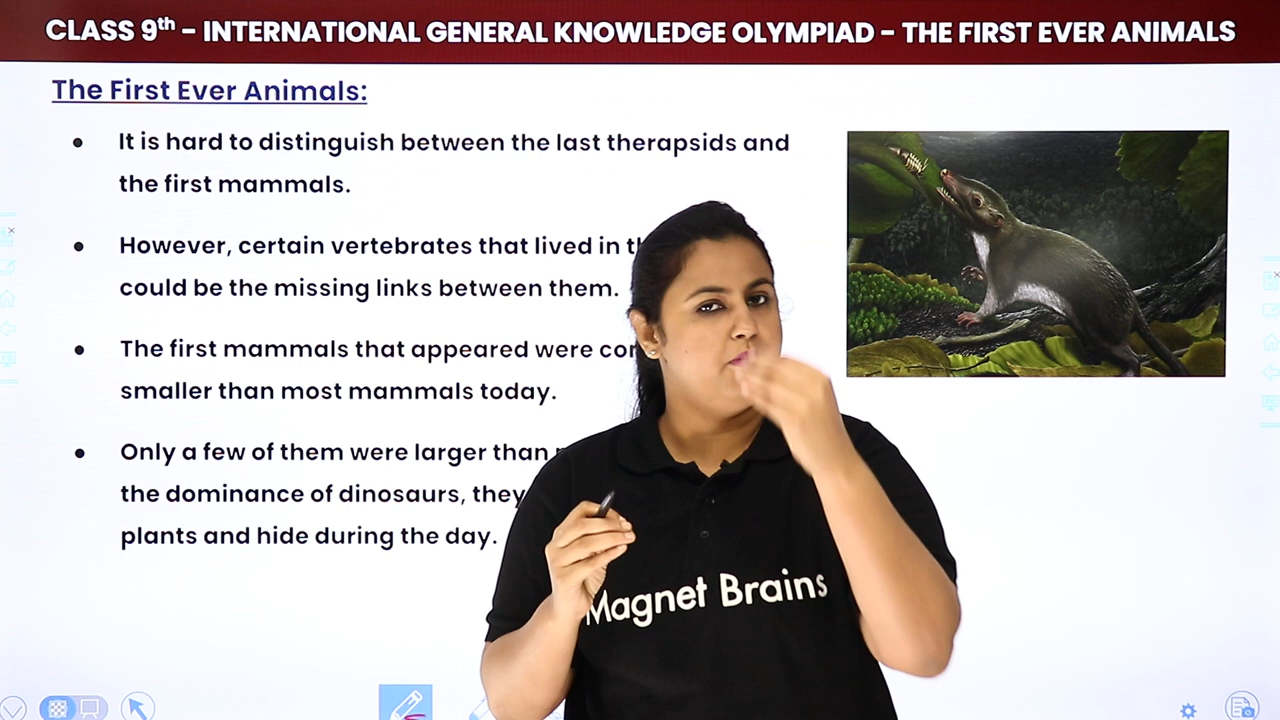 CLASS 9th – INTERNATIONAL GENERAL KNOWLEDGE OLYMPIAD – THE FIRST EVER ANIMALS
The First Ever Animals:
• It is hard to distinguish between the last therapsids and
the first mammals.
• However, certain vertebrates that lived in
could be the missing links between them.
• The first mammals that appeared were
smaller than most mammals today.
• Only a few of them were larger than
the dominance of dinosaurs, they
plants and hide during the day.
Magnet Brains